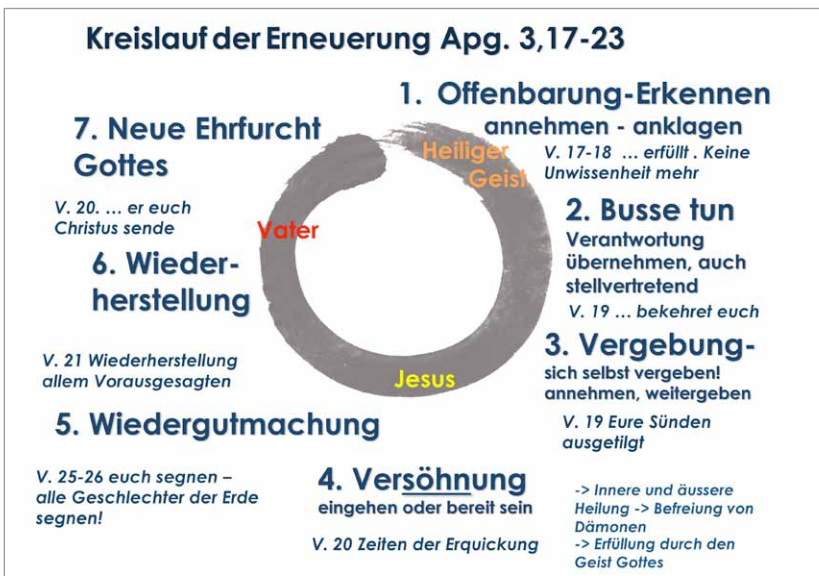 Kreislauf der Erneuerung Apg. 3,17-23
1. Offenbarung-Erkennen
annehmen - anklagen
V. 17-18 ... erfüllt . Keine
Unwissenheit mehr
Heiliger
Geist
2. Busse tun
Verantwortung
übernehmen, auch
stellvertretend
V. 19 ... bekehret euch
3. Vergebung-
sich selbst vergeben!
annehmen, weitergeben
V. 19 Eure Sünden
ausgetilgt
-> Innere und äussere
Heilung -> Befreiung von
Dämonen
-> Erfüllung durch den
Geist Gottes
Jesus
4. Versöhnung
eingehen oder bereit sein
V. 20 Zeiten der Erquickung
5. Wiedergutmachung
V. 25-26 euch segnen –
alle Geschlechter der Erde
segnen!
6. Wieder-
herstellung
V. 21 Wiederherstellung
allem Vorausgesagten
Vater
7. Neue Ehrfurcht
Gottes
V. 20. ... er euch
Christus sende